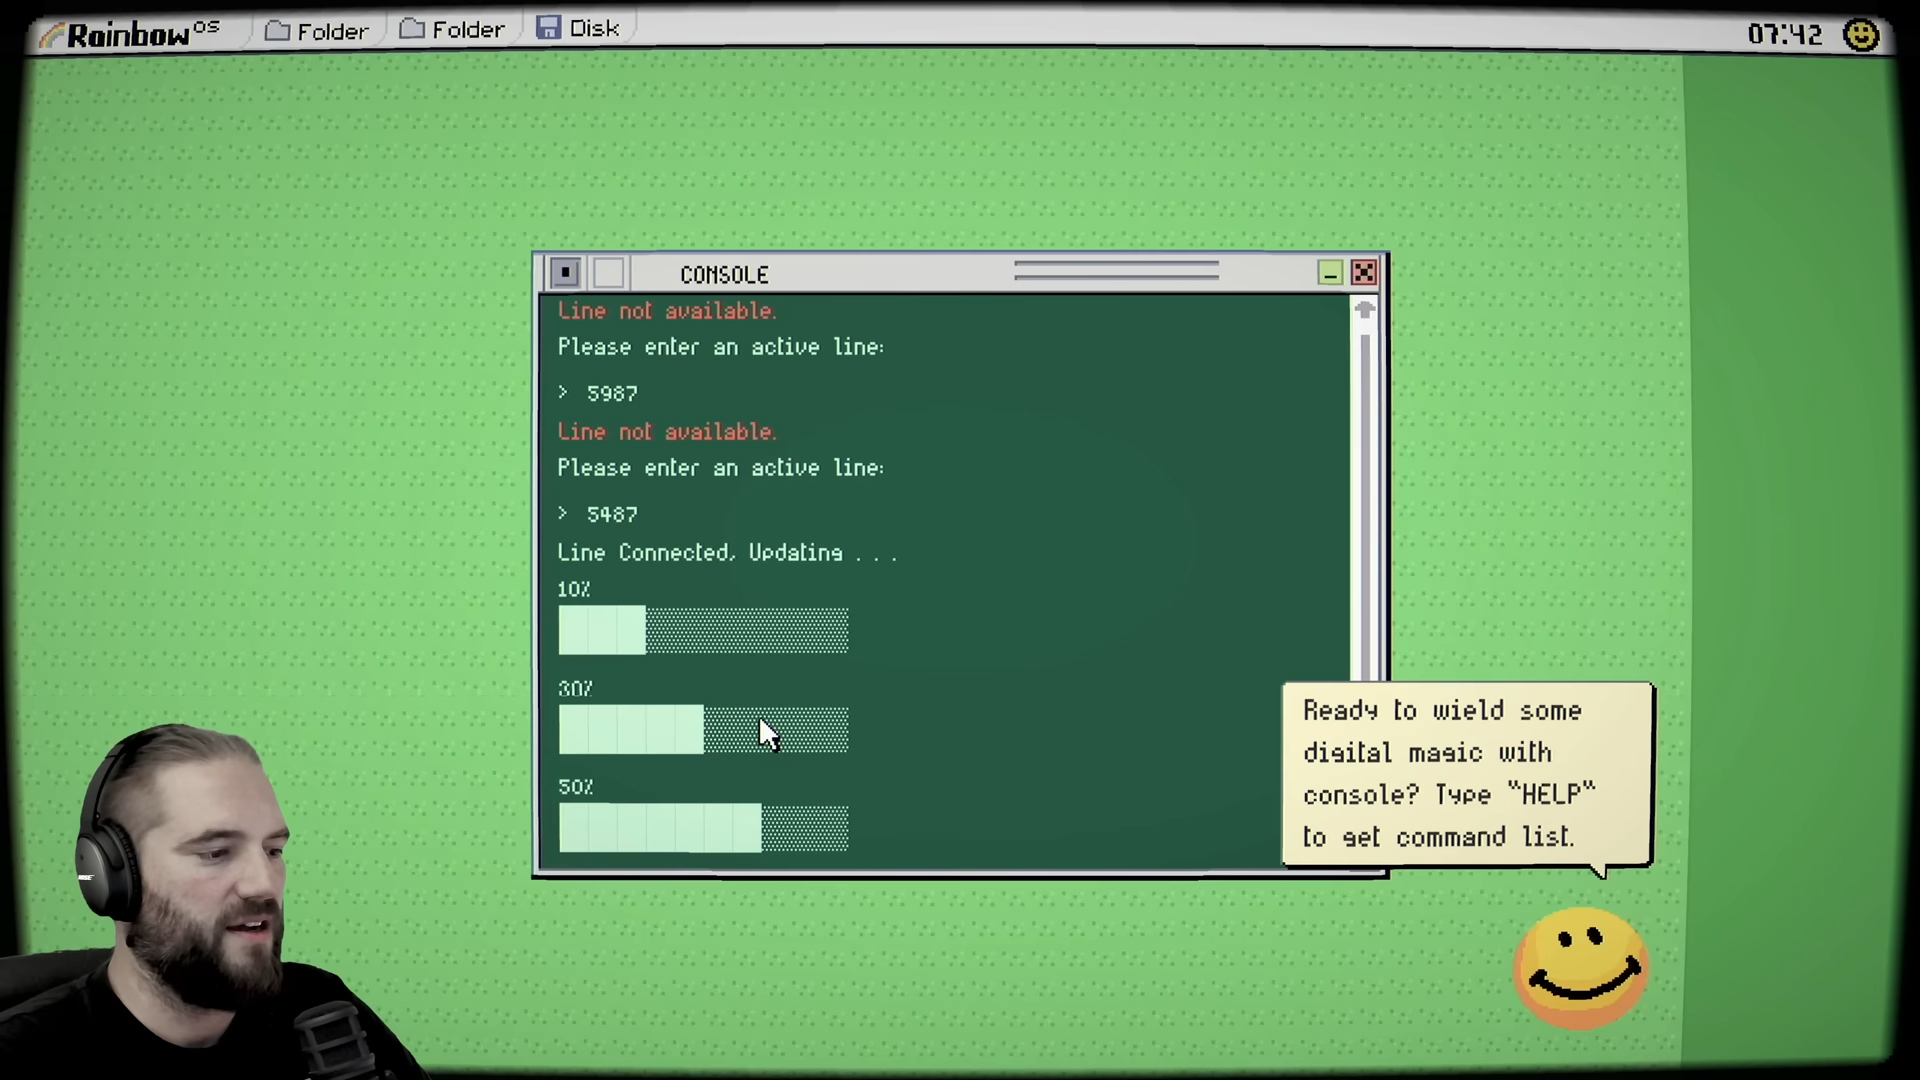 Rainbow OS
Folder
Folder
Disk
07:42
CONSOLE
Line not available.
Please enter an active line:
> 5987
Line not available.
Please enter an active line:
> 5487
Line Connected, Updating . . .
10%
30%
50%
Ready to wield some
digital magic with
console? Type "HELP"
to get command list.